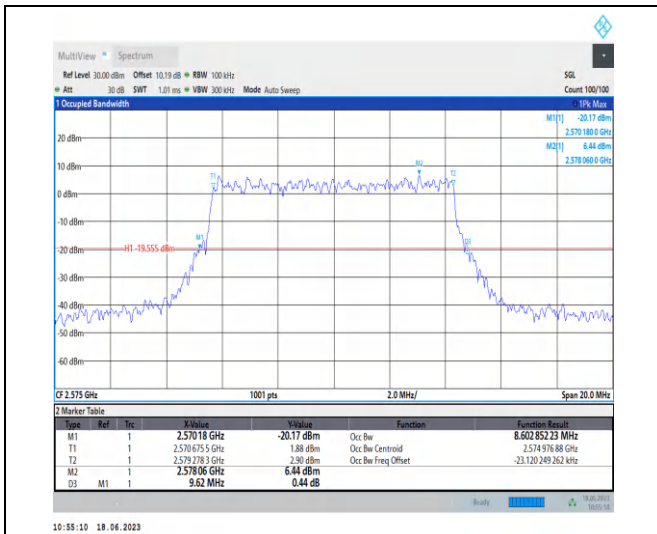 MultiView Spectrum
Ref Level 30.00 dBm Offset 10.19 dB RBW 100 kHz SGL
Att 30 dB SWT 1.01 ms VBW 300 kHz Mode Auto Sweep Count 100/100
1 Occupied Bandwidth 1Pk Max
M1[1] -20.17 dBm
2.570 180 0 GHz
M2[1] 6.44 dBm
2.578 060 0 GHz
20 dBm
10 dBm
0 dBm
-10 dBm
-20 dBm
-30 dBm
-40 dBm
-50 dBm
-60 dBm
T1
M2
T2
M1
D3
H1 -19.555 dBm
CF 2.575 GHz 1001 pts 2.0 MHz/ Span 20.0 MHz
2 Marker Table
Type Ref Trc X-Value Y-Value Function Function Result
M1 1 2.57018 GHz -20.17 dBm Occ Bw 8.602 852 23 MHz
T1 1 2.570 675 5 GHz 1.88 dBm Occ Bw Centroid 2.574 976 88 GHz
T2 1 2.579 278 3 GHz 2.90 dBm Occ Bw Freq Offset -23.120 249 262 kHz
M2 1 2.57806 GHz 6.44 dBm
D3 M1 1 9.62 MHz 0.44 dB
Ready 18.06.2023
10:55:10
10:55:10 18.06.2023